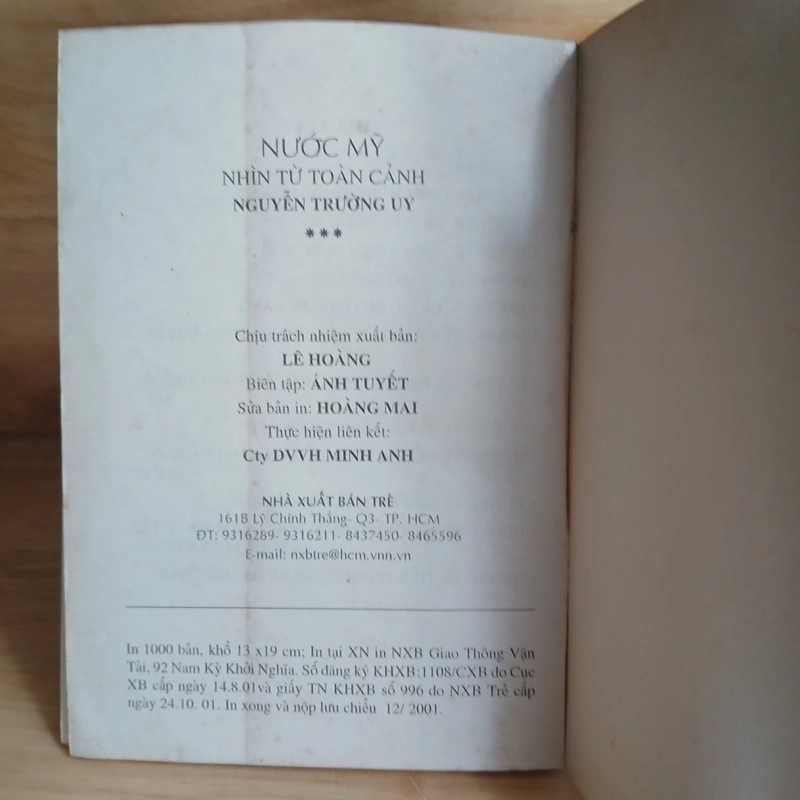 NƯỚC MỸ
NHÌN TỪ TOÀN CẢNH
NGUYỄN TRƯỜNG UY
***
Chịu trách nhiệm xuất bản:
LÊ HOÀNG
Biên tập: ÁNH TUYẾT
Sửa bản in: HOÀNG MAI
Thực hiện liên kết:
Cty DVVH MINH ANH
NHÀ XUẤT BẢN TRẺ
161B Lý Chính Thắng- Q3- TP. HCM
ĐT: 9316289- 9316211- 8437450- 8465596
E-mail: nxbtre@hcm.vnn.vn
In 1000 bản, khổ 13 x19 cm; In tại XN in NXB Giao Thông Vận
Tải, 92 Nam Kỳ Khởi Nghĩa. Số đăng ký KHXB:1108/CXB do Cục
XB cấp ngày 14.8.01và giấy TN KHXB số 996 do NXB Trẻ cấp
ngày 24.10. 01. In xong và nộp lưu chiểu 12/ 2001.